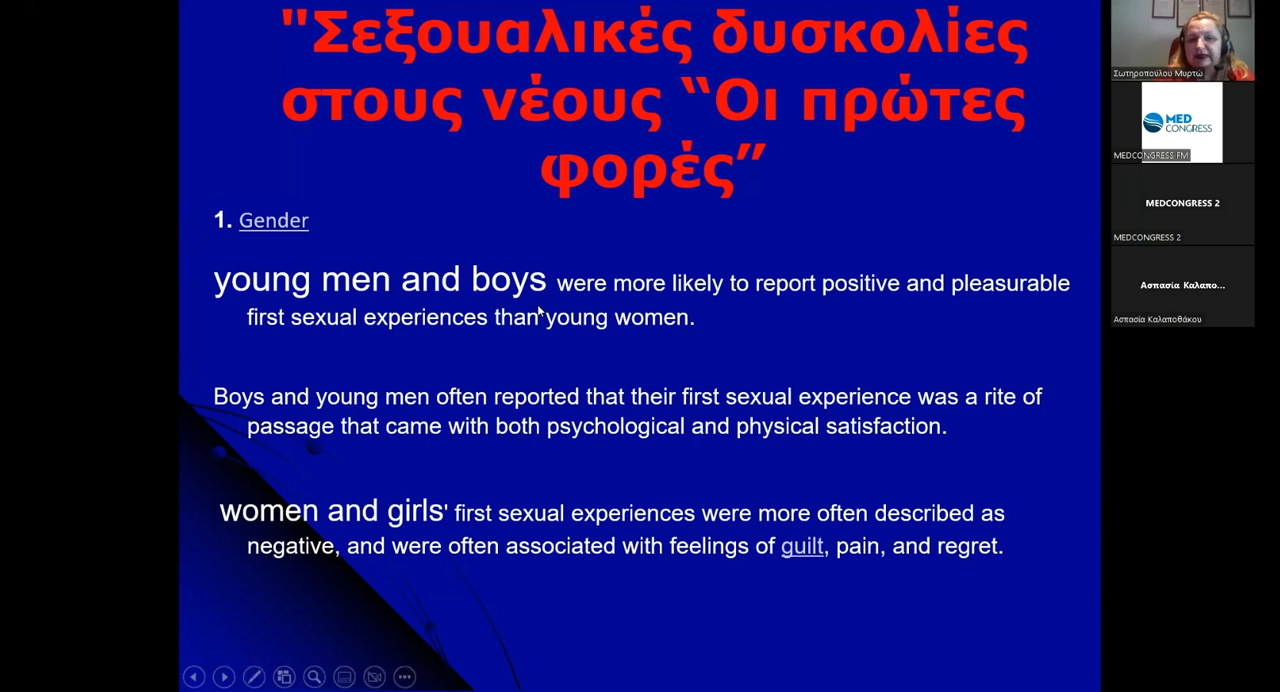 "Σεξουαλικές δυσκολίες
στους νέους “Οι πρώτες
φορές”
1. Gender
young men and boys were more likely to report positive and pleasurable
first sexual experiences than young women.
Boys and young men often reported that their first sexual experience was a rite of
passage that came with both psychological and physical satisfaction.
women and girls' first sexual experiences were more often described as
negative, and were often associated with feelings of guilt, pain, and regret.
Σωτηροπούλου Μυρτώ
MED
CONGRESS
MEDCONGRESS FM
MEDCONGRESS 2
MEDCONGRESS 2
Ασπασία Καλαπο...
Ασπασία Καλαποθάκου